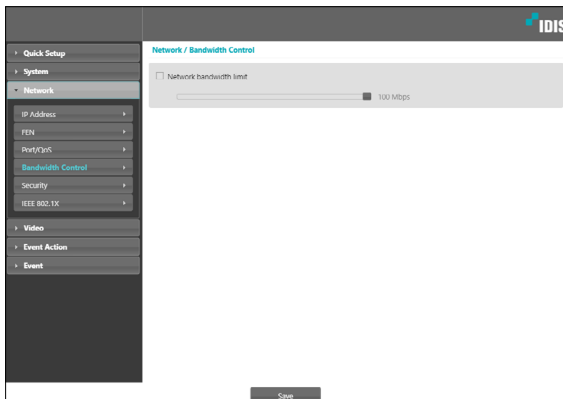 IDIS
Quick Setup
System
Network
IP Address
FEN
Port/QoS
Bandwidth Control
Security
IEEE 802.1X
Video
Event Action
Event
Network / Bandwidth Control
Network bandwidth limit
100 Mbps
Save